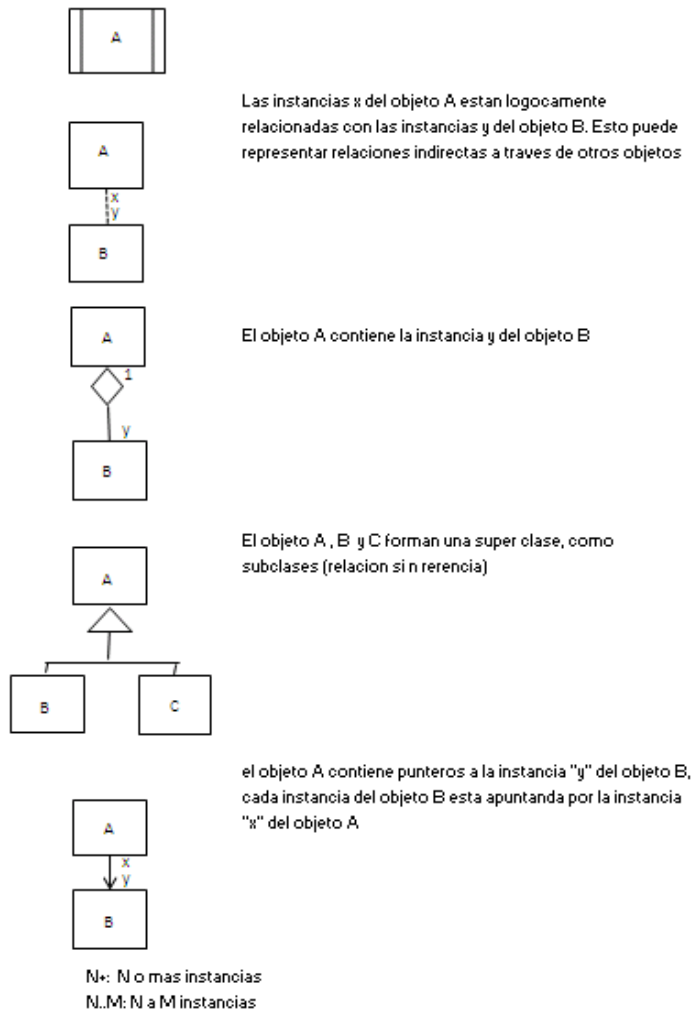 A
Las instancias x del objeto A estan logocamente
relacionadas con las instancias y del objeto B. Esto puede
representar relaciones indirectas a traves de otros objetos
A
x
y
B
A
El objeto A contiene la instancia y del objeto B
1
y
B
El objeto A , B y C forman una super clase, como
subclases (relacion si n rerencia)
A
B
C
el objeto A contiene punteros a la instancia "y" del objeto B,
cada instancia del objeto B esta apuntanda por la instancia
"x" del objeto A
A
x
y
B
N+: N o mas instancias
N..M: N a M instancias